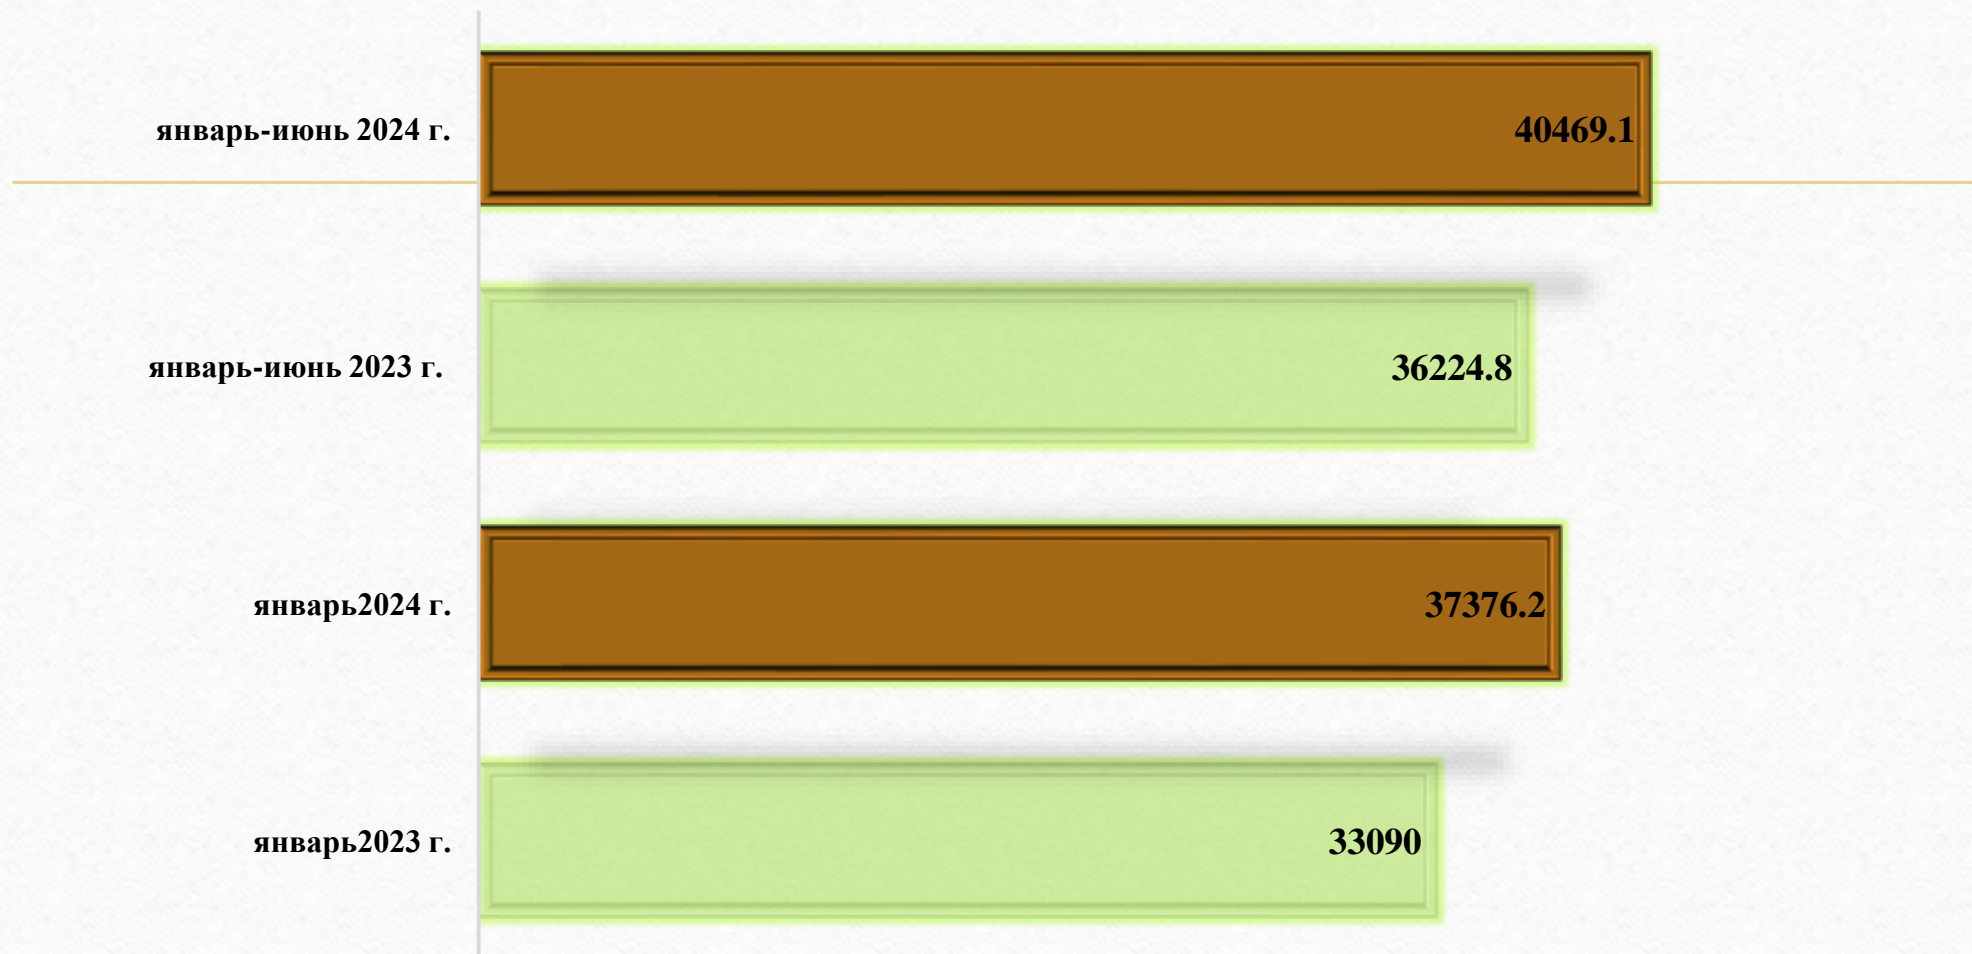 январь-июнь 2024 г.
40469.1
январь-июнь 2023 г.
36224.8
январь2024 г.
37376.2
январь2023 г.
33090